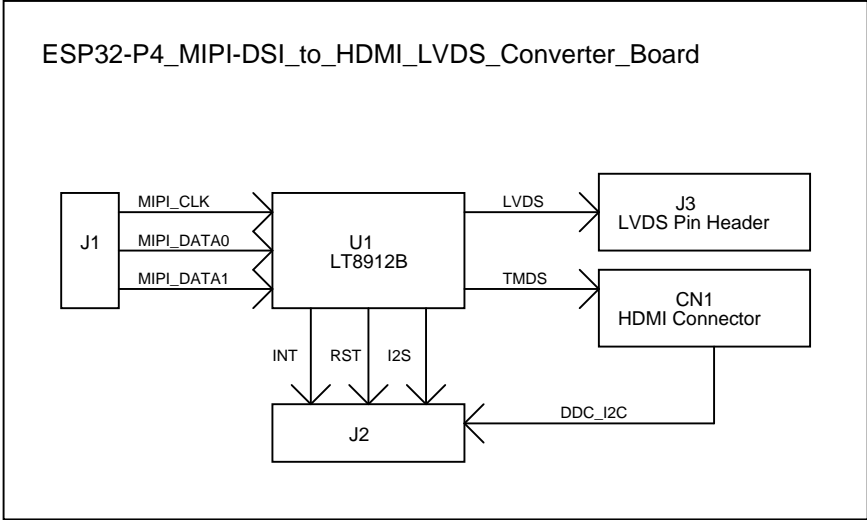 ESP32-P4_MIPI-DSI_to_HDMI_LVDS_Converter_Board
MIPI_CLK
LVDS
J3
LVDS Pin Header
J1
MIPI_DATA0
U1
LT8912B
MIPI_DATA1
TMDS
CN1
HDMI Connector
INT
RST
I2S
DDC_I2C
J2